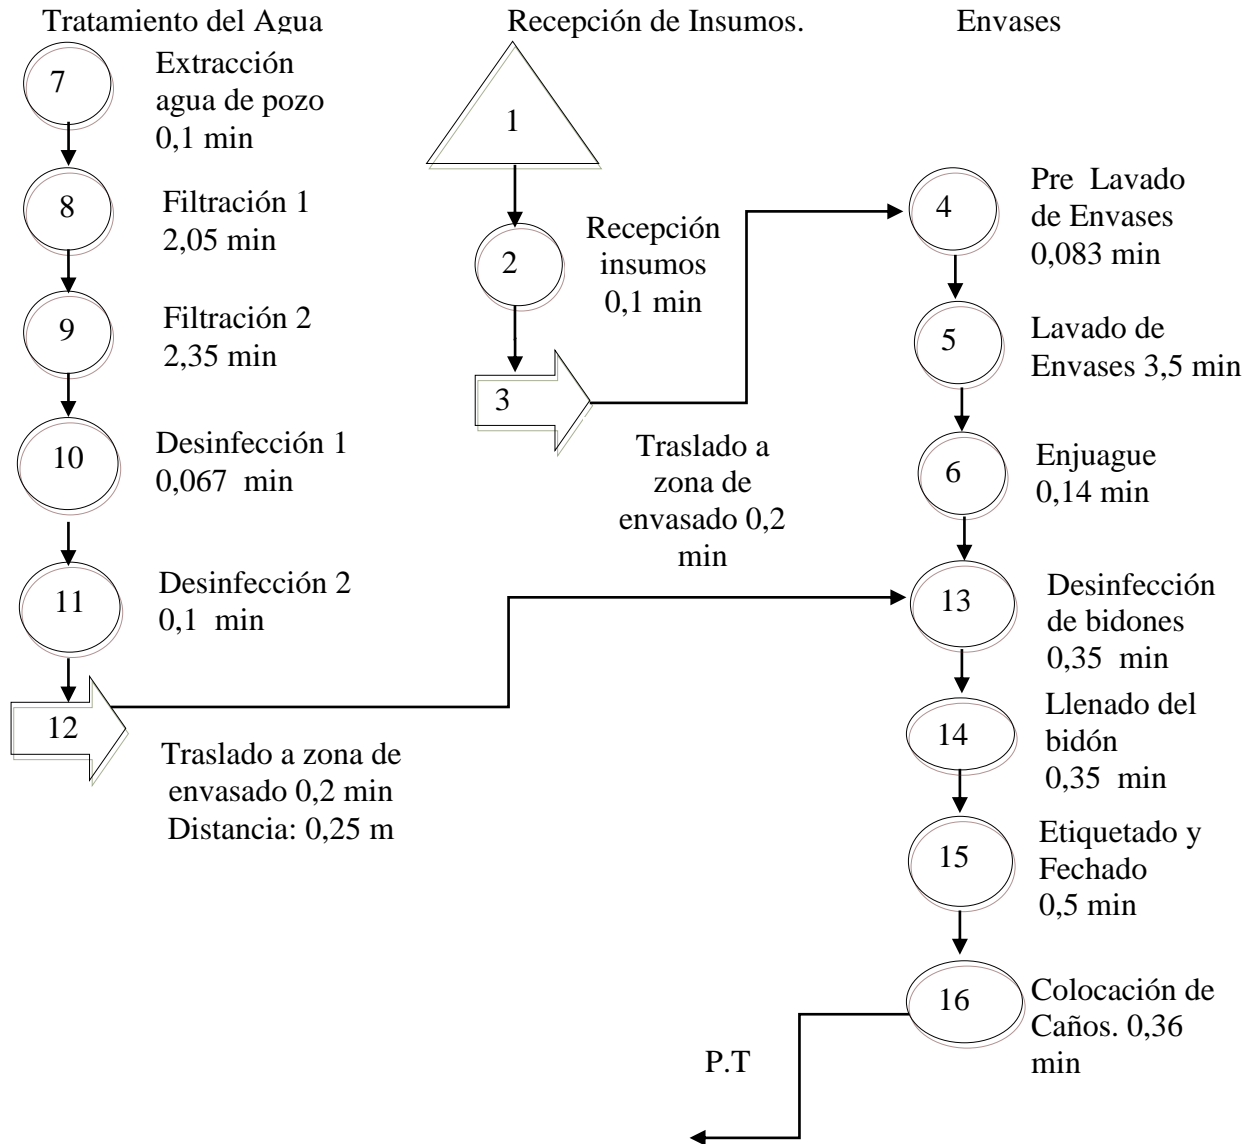 Tratamiento del Agua
7
Extracción
agua de pozo
0,1 min
8
Filtración 1
2,05 min
9
Filtración 2
2,35 min
10
Desinfección 1
0,067 min
11
Desinfección 2
0,1 min
12
Traslado a zona de
envasado 0,2 min
Distancia: 0,25 m
Recepción de Insumos.
1
2
Recepción
insumos
0,1 min
3
Traslado a
zona de
envasado 0,2
min
Envases
4
Pre Lavado
de Envases
0,083 min
5
Lavado de
Envases 3,5 min
6
Enjuague
0,14 min
13
Desinfección
de bidones
0,35 min
14
Llenado del
bidón
0,35 min
15
Etiquetado y
Fechado
0,5 min
16
Colocación de
Caños. 0,36
min
P.T